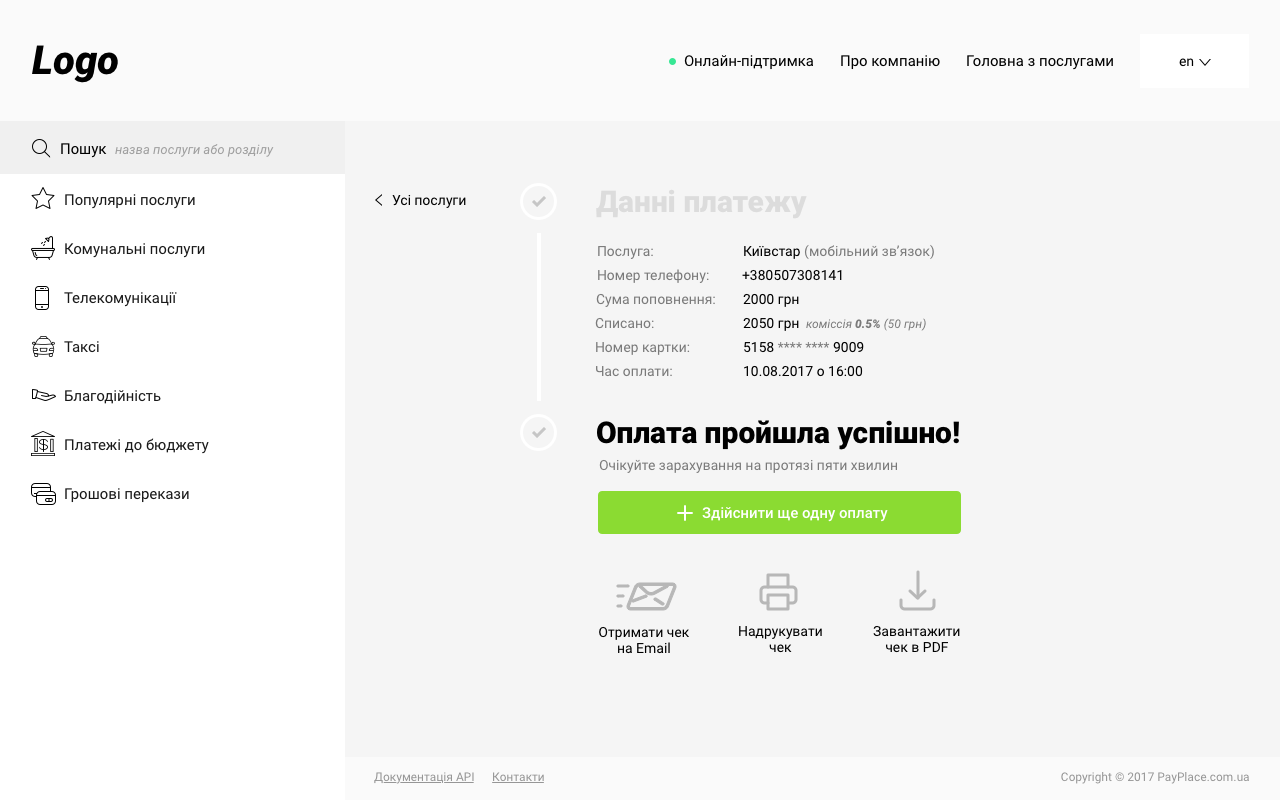 Logo
Онлайн-підтримка
Про компанію
Головна з послугами
en
Пошук назва послуги або розділу
Популярні послуги
Комунальні послуги
Телекомунікації
Таксі
Благодійність
Платежі до бюджету
Грошові перекази
Усі послуги
Данні платежу
Послуга: Київстар (мобільний зв’язок)
Номер телефону: +380507308141
Сума поповнення: 2000 грн
Списано: 2050 грн коміссія 0.5% (50 грн)
Номер картки: 5158 **** **** 9009
Час оплати: 10.08.2017 о 16:00
Оплата пройшла успішно!
Очікуйте зарахування на протязі пяти хвилин
Здійснити ще одну оплату
Отримати чек
на Email
Надрукувати
чек
Завантажити
чек в PDF
Документація API
Контакти
Copyright © 2017 PayPlace.com.ua